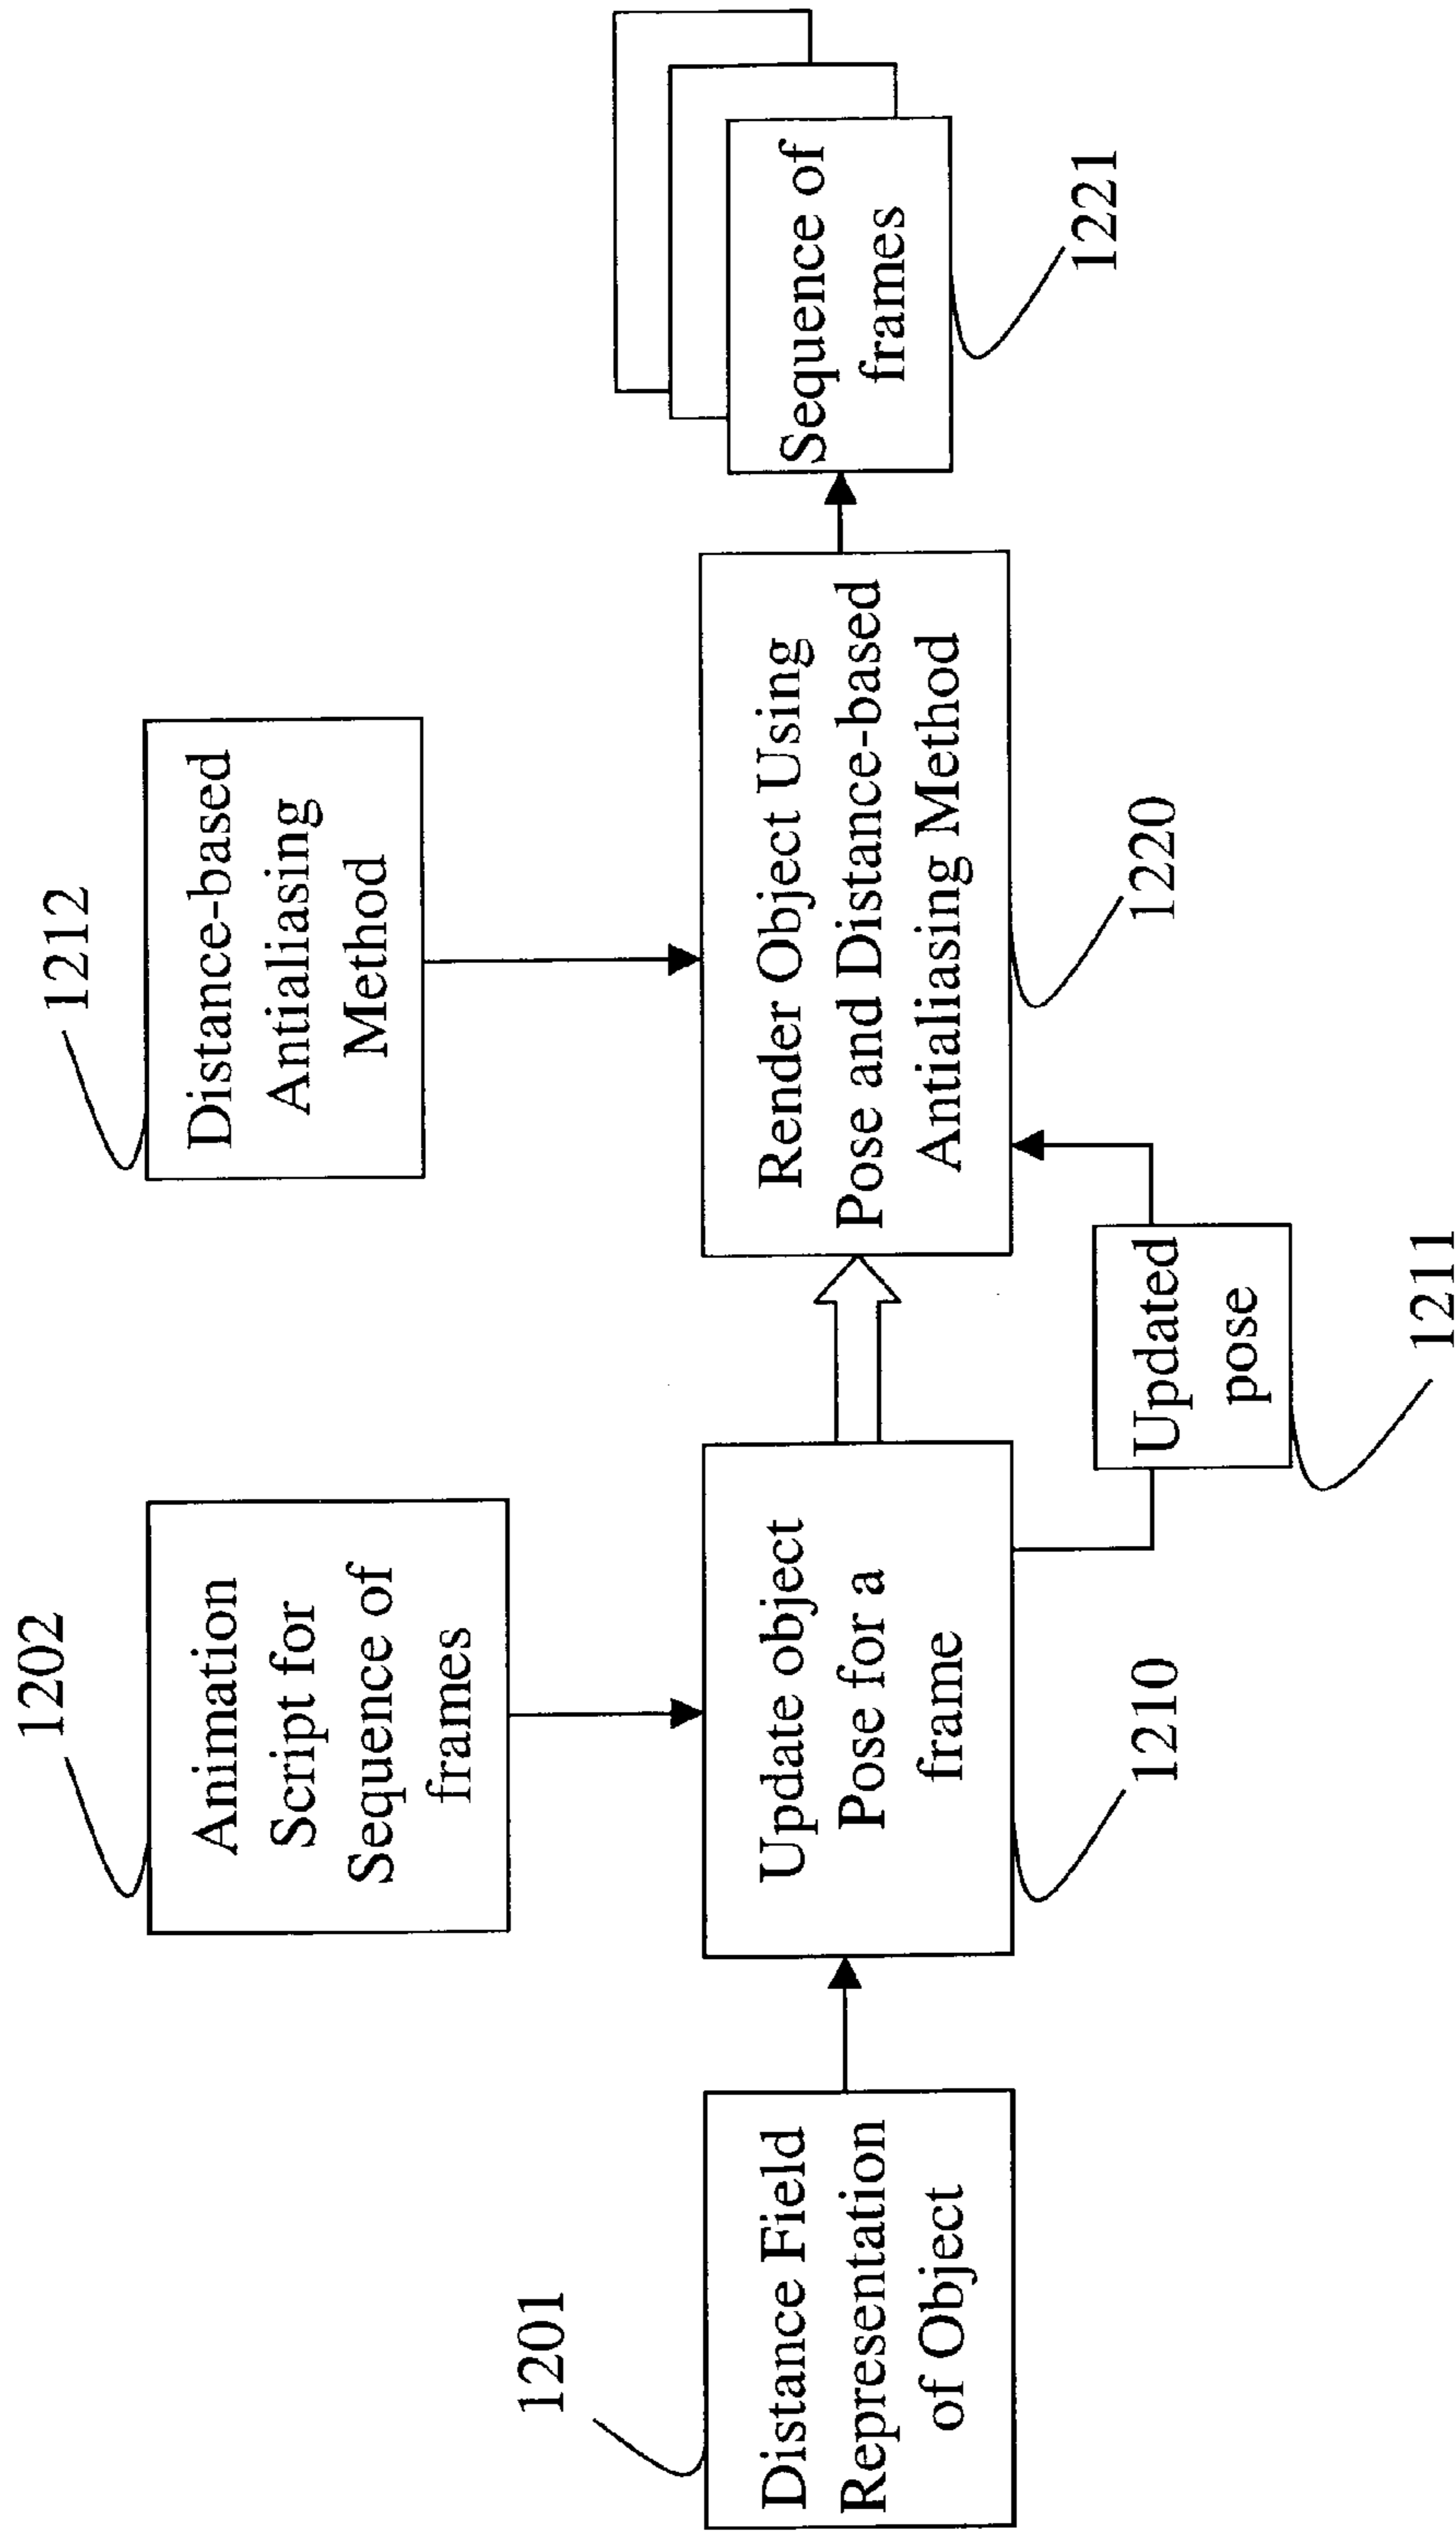 1202
Animation
Script for
Sequence of
frames
1212
Distance-based
Antialiasing
Method
1201
Distance Field
Representation
of Object
Update object
Pose for a
frame
1210
Render Object Using
Pose and Distance-based
Antialiasing Method
1220
Sequence of
frames
1221
Updated
pose
1211